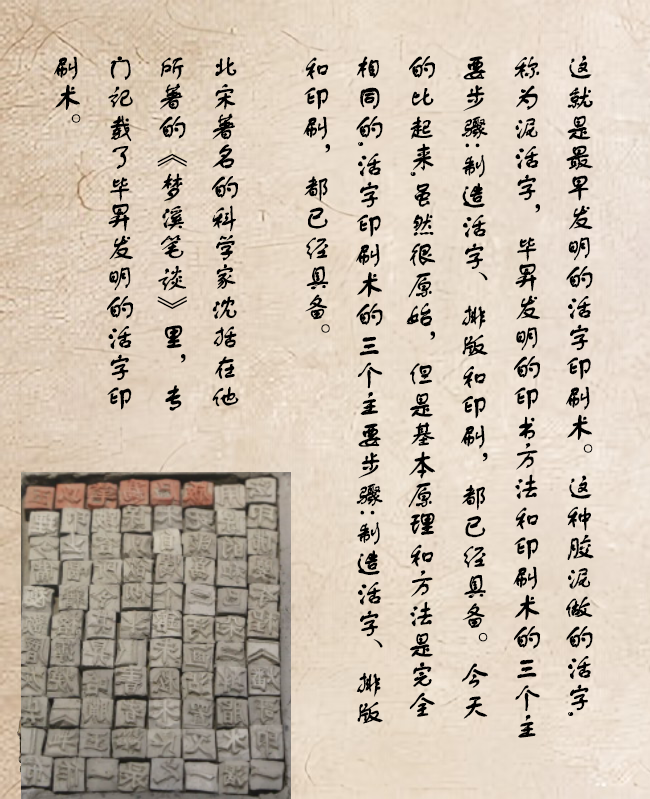 这就是最早发明的活字印刷术。这种胶泥做的活字,
称为泥活字，毕昇发明的印书方法和印刷术的三个主
要步骤:制造活字、排版和印刷，都已经具备。今天
的比起来,虽然很原始，但是基本原理和方法是完全
相同的,活字印刷术的三个主要步骤:制造活字、排版
和印刷，都已经具备。
北宋著名的科学家沈括在他
所著的《梦溪笔谈》里，专
门记载了毕昇发明的活字印
刷术。